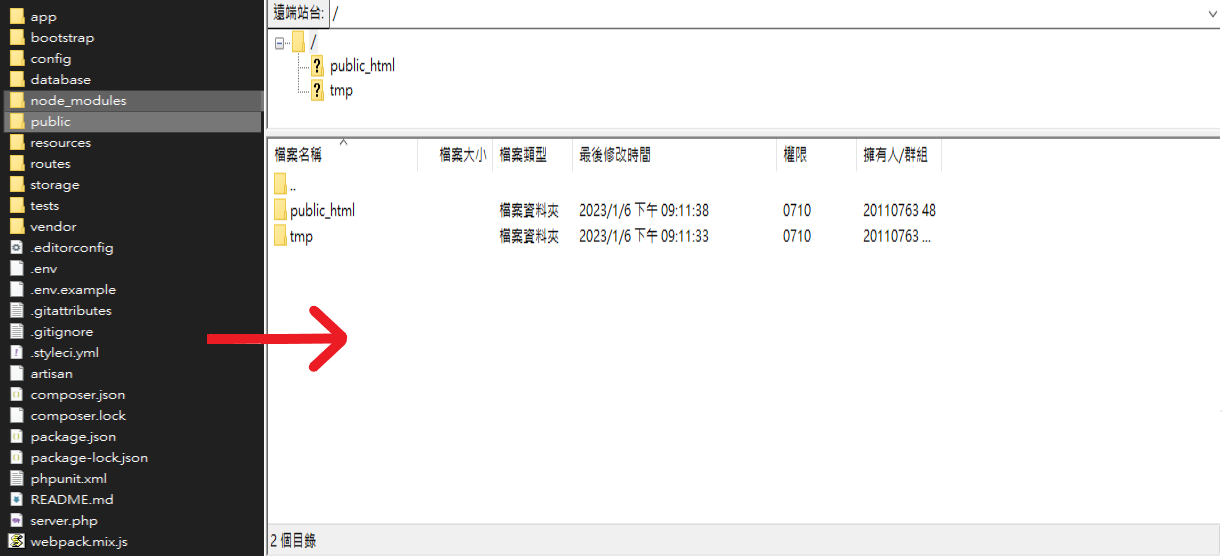 app
bootstrap
config
database
node_modules
public
resources
routes
storage
tests
vendor
.editorconfig
.env
.env.example
.gitattributes
.gitignore
.styleci.yml
artisan
composer.json
composer.lock
package.json
package-lock.json
phpunit.xml
README.md
server.php
webpack.mix.js
遠端站台: /
/
? public_html
? tmp
檔案名稱 檔案大小 檔案類型 最後修改時間 權限 擁有人/群組
..
public_html 檔案資料夾 2023/1/6 下午 09:11:38 0710 20110763 48
tmp 檔案資料夾 2023/1/6 下午 09:11:33 0710 20110763 ...
2 個目錄